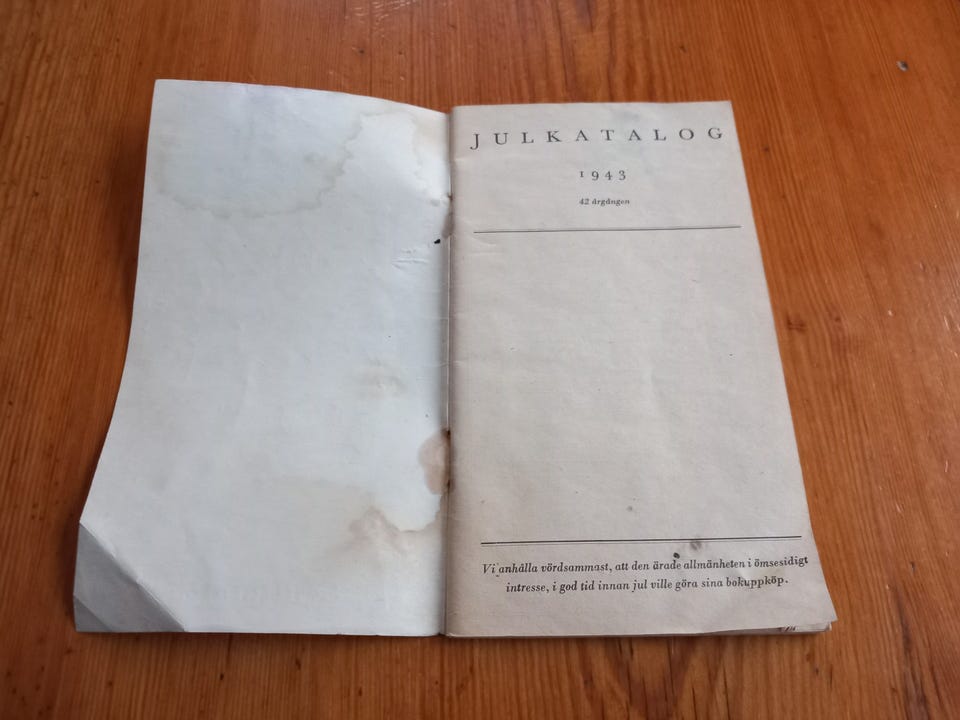 JULKATALOG
1943
42 årgången
Vi anhålla vördsammast, att den ärade allmänheten i ömsesidigt
intresse, i god tid innan jul ville göra sina bokuppköp.